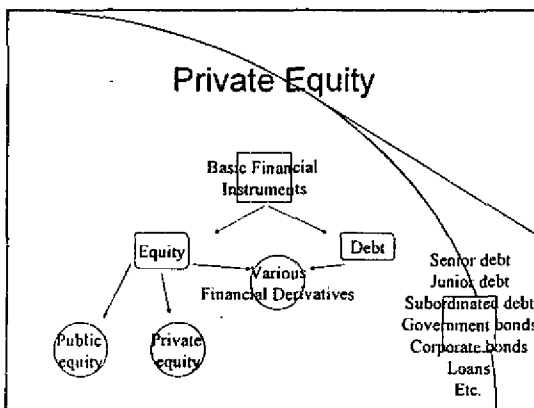 Private Equity
Basic Financial
Instruments
Equity
Debt
Various
Financial Derivatives
Public
equity
Private
equity
Senior debt
Junior debt
Subordinated debt
Government bonds
Corporate bonds
Loans
Etc.